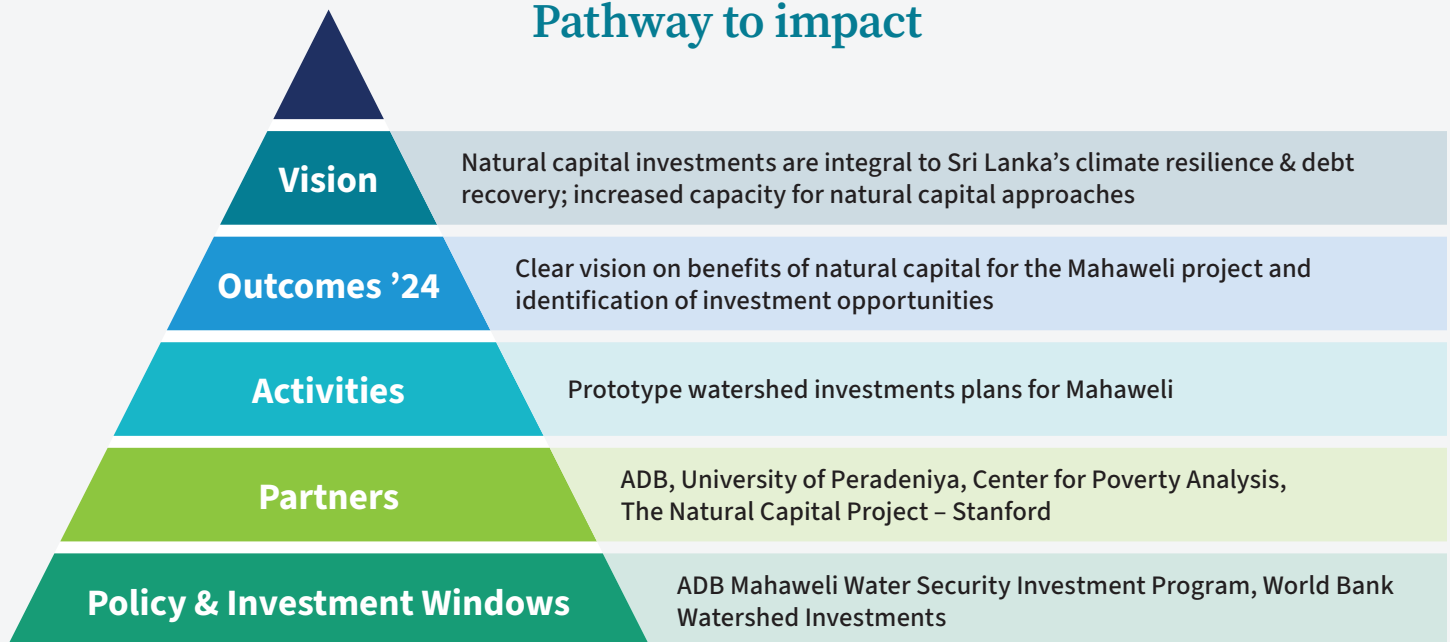 Pathway to impact
Vision
Natural capital investments are integral to Sri Lanka’s climate resilience & debt
recovery; increased capacity for natural capital approaches
Outcomes ’24
Clear vision on benefits of natural capital for the Mahaweli project and
identification of investment opportunities
Activities
Prototype watershed investments plans for Mahaweli
Partners
ADB, University of Peradeniya, Center for Poverty Analysis,
The Natural Capital Project – Stanford
Policy & Investment Windows
ADB Mahaweli Water Security Investment Program, World Bank
Watershed Investments